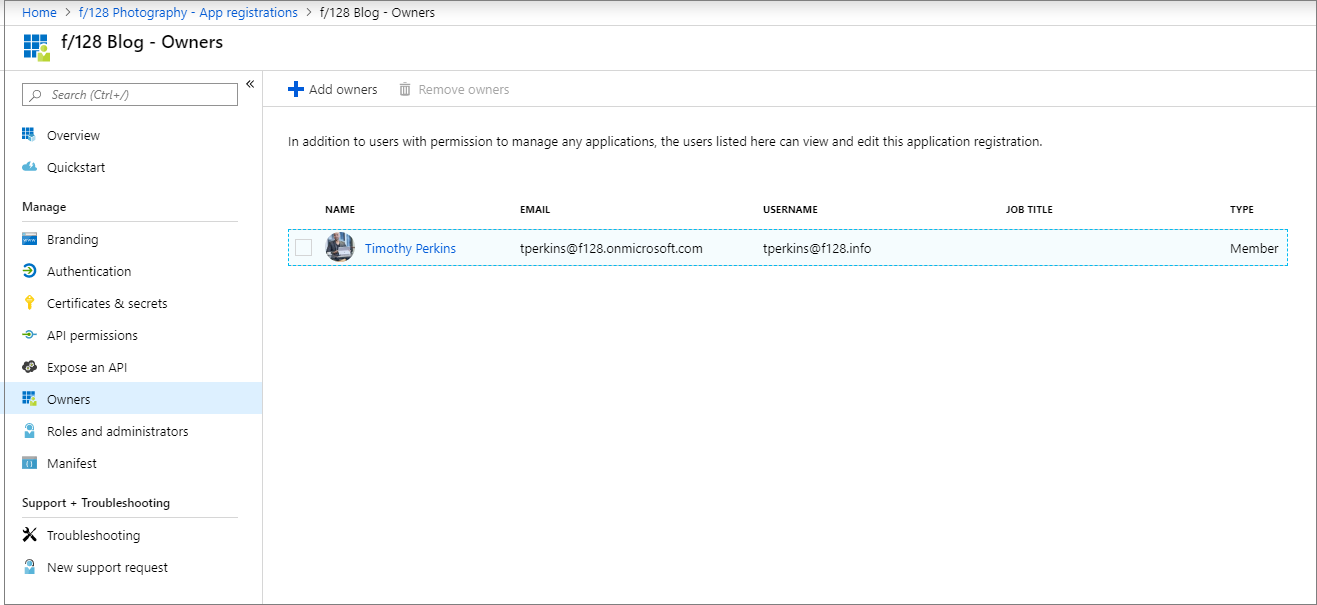 Home > f/128 Photography - App registrations > f/128 Blog - Owners
f/128 Blog - Owners
Search (Ctrl+/)
«
Overview
Quickstart
Manage
Branding
Authentication
Certificates & secrets
API permissions
Expose an API
Owners
Roles and administrators
Manifest
Support + Troubleshooting
Troubleshooting
New support request
Add owners Remove owners
In addition to users with permission to manage any applications, the users listed here can view and edit this application registration.
NAME EMAIL USERNAME JOB TITLE TYPE
Timothy Perkins tperkins@f128.onmicrosoft.com tperkins@f128.info Member